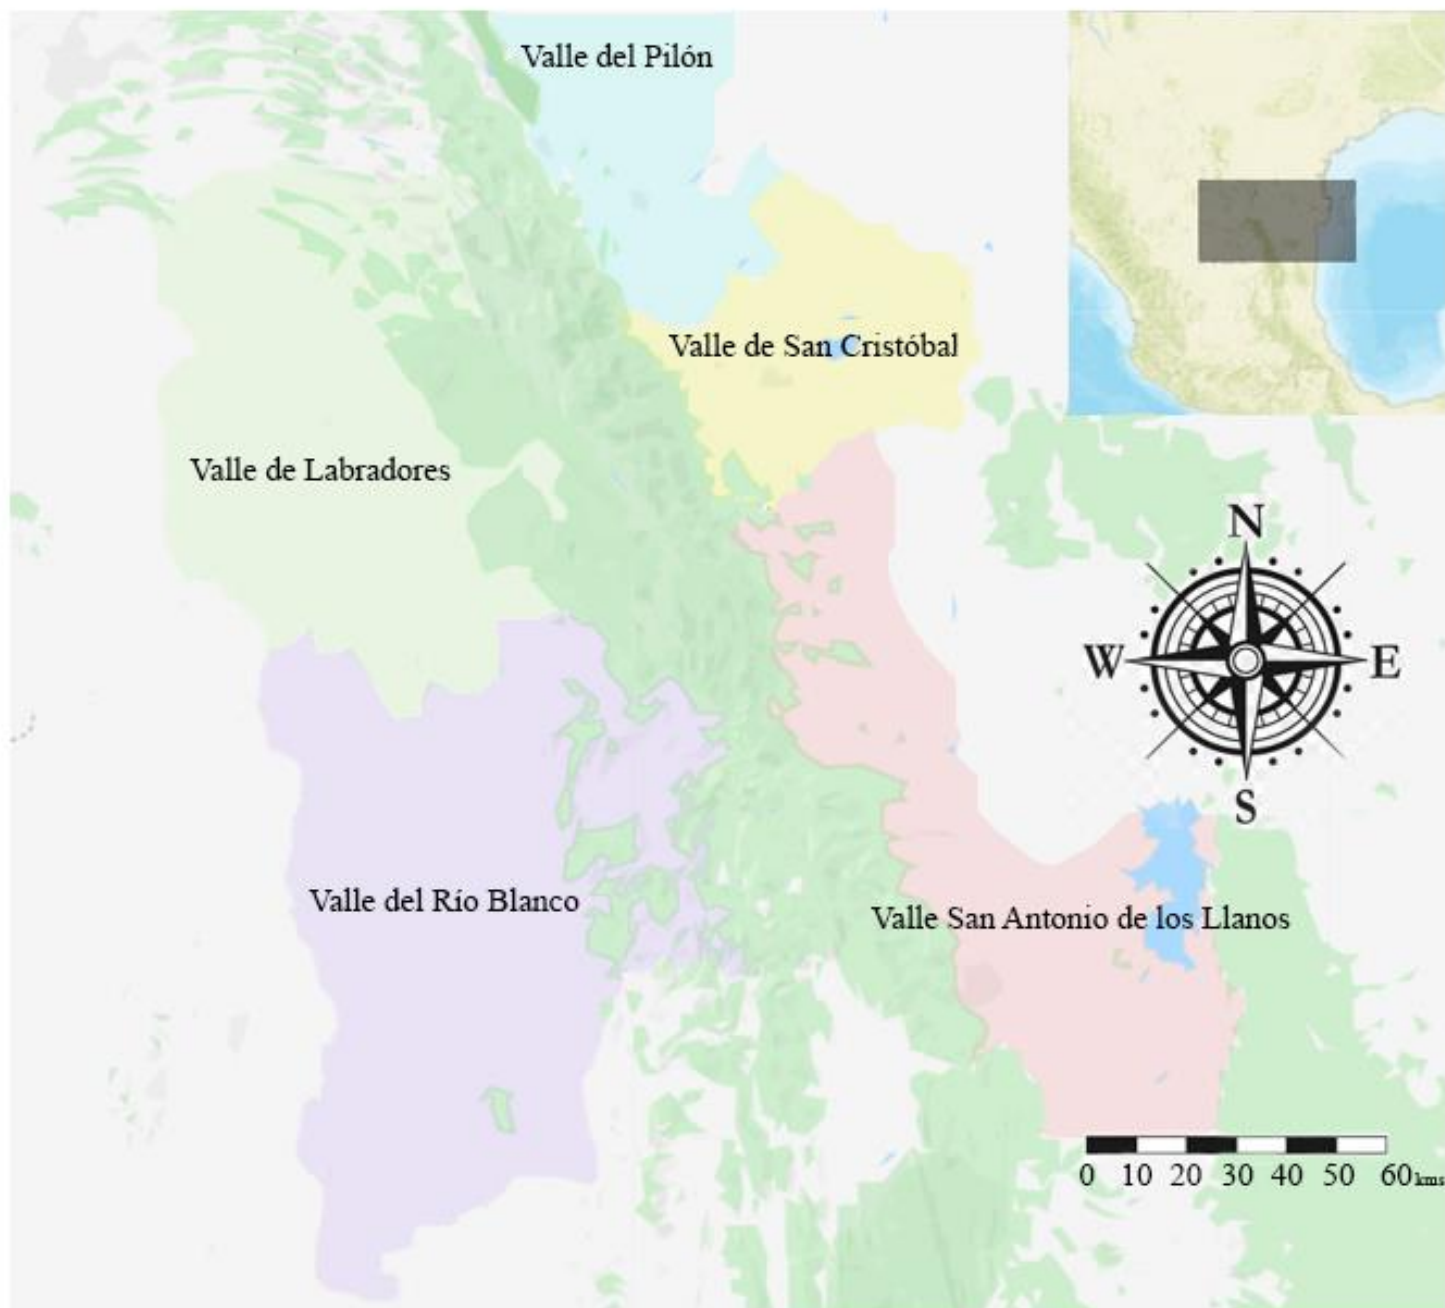 Valle del Pilón
Valle de San Cristóbal
Valle de Labradores
N
W
E
S
Valle del Río Blanco
Valle San Antonio de los Llanos
0 10 20 30 40 50 60 kms